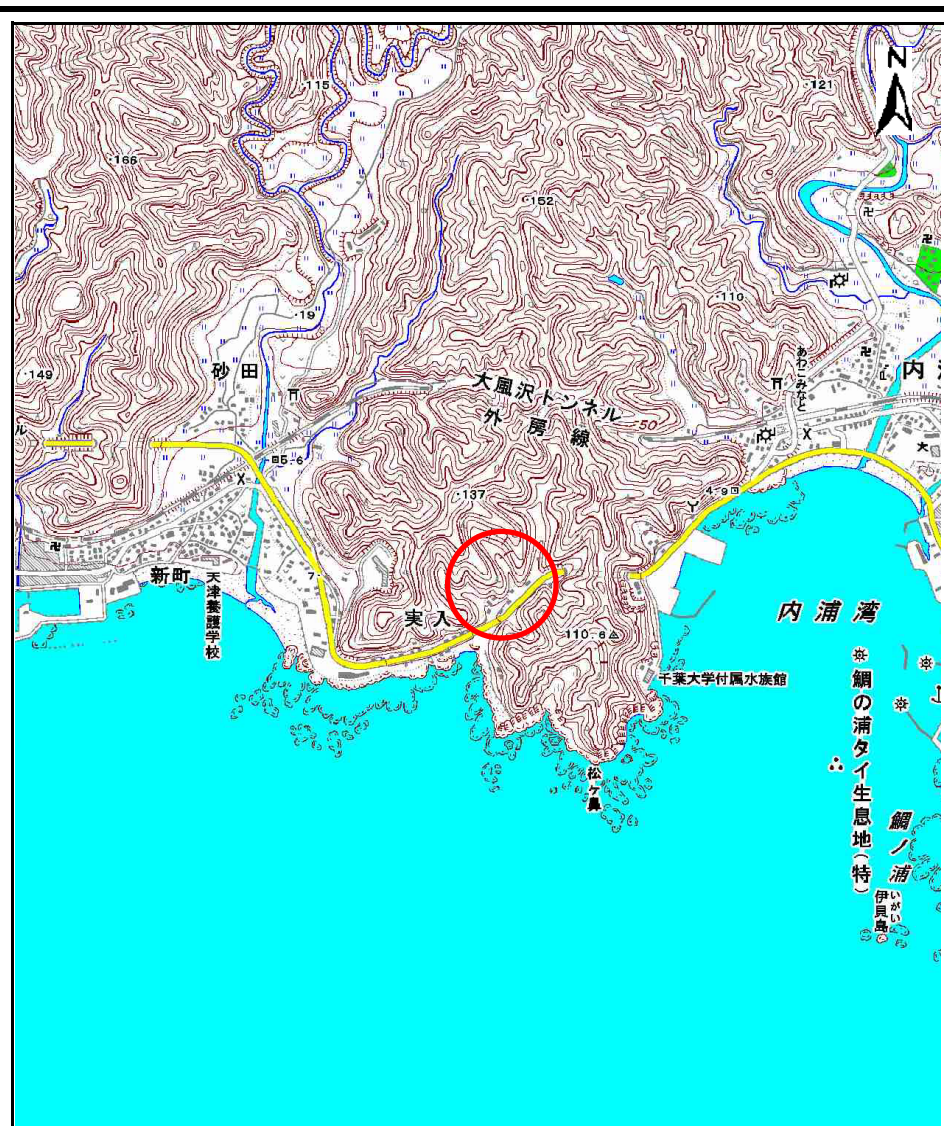 N
・115
・121
・166
・152
・19
・110
砂田
・149
ル
大風沢トンネル
外房線
50
あわこみなと
内
5-6
・137
4-9
7
新町
天津養護学校
実入
110-6
内浦湾
千葉大学付属水族館
鯛の浦タイ生息地(特)
松ヶ鼻
鯛ノ浦
伊貝島
いがい